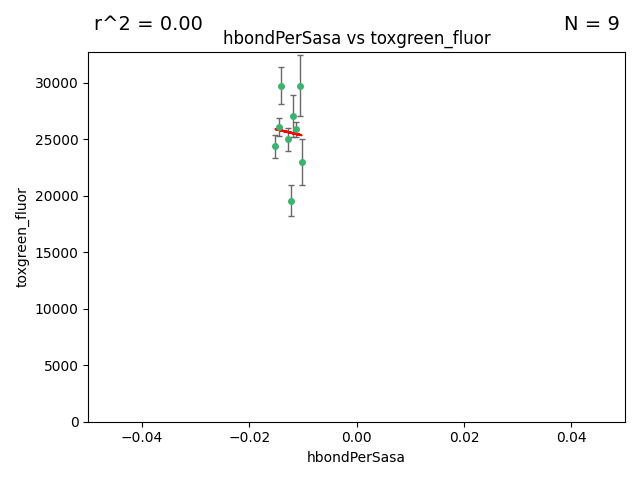 r^2 = 0.00
N = 9
hbondPerSasa vs toxgreen_fluor
30000
25000
20000
15000
10000
5000
0
toxgreen_fluor
−0.04
−0.02
0.00
0.02
0.04
hbondPerSasa